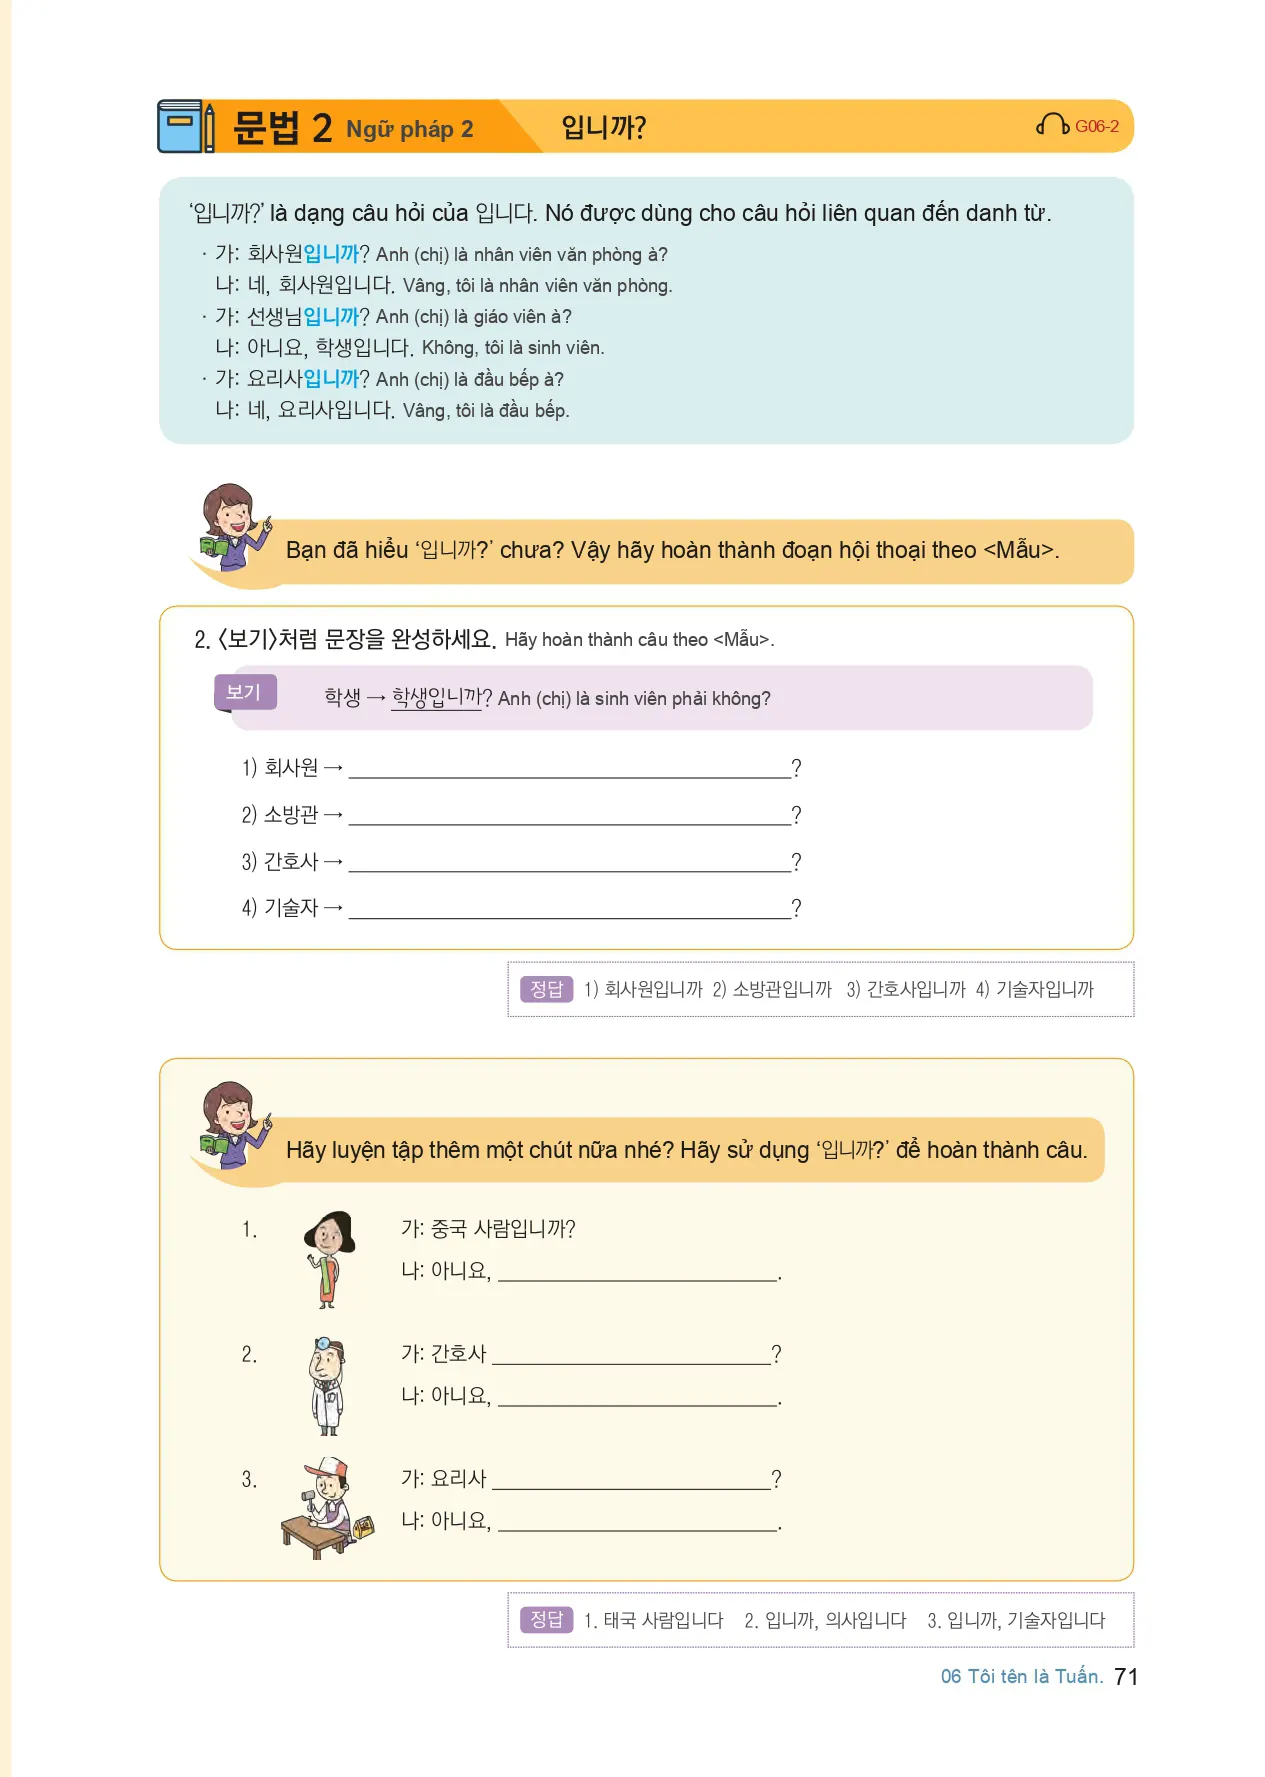 문법 2 Ngữ pháp 2 입니까? G06-2
‘입니까?’ là dạng câu hỏi của 입니다. Nó được dùng cho câu hỏi liên quan đến danh từ.
· 가: 회사원입니까? Anh (chị) là nhân viên văn phòng à?
나: 네, 회사원입니다. Vâng, tôi là nhân viên văn phòng.
· 가: 선생님입니까? Anh (chị) là giáo viên à?
나: 아니요, 학생입니다. Không, tôi là sinh viên.
· 가: 요리사입니까? Anh (chị) là đầu bếp à?
나: 네, 요리사입니다. Vâng, tôi là đầu bếp.
Bạn đã hiểu ‘입니까?’ chưa? Vậy hãy hoàn thành đoạn hội thoại theo <Mẫu>.
2. 〈보기〉처럼 문장을 완성하세요. Hãy hoàn thành câu theo <Mẫu>.
보기 학생 → 학생입니까? Anh (chị) là sinh viên phải không?
1) 회사원 → ______?
2) 소방관 → ______?
3) 간호사 → ______?
4) 기술자 → ______?
정답 1) 회사원입니까 2) 소방관입니까 3) 간호사입니까 4) 기술자입니까
Hãy luyện tập thêm một chút nữa nhé? Hãy sử dụng ‘입니까?’ để hoàn thành câu.
1. 가: 중국 사람입니까?
나: 아니요, ______.
2. 가: 간호사 ______?
나: 아니요, ______.
3. 가: 요리사 ______?
나: 아니요, ______.
정답 1. 태국 사람입니다 2. 입니까, 의사입니다 3. 입니까, 기술자입니다
06 Tôi tên là Tuấn. 71